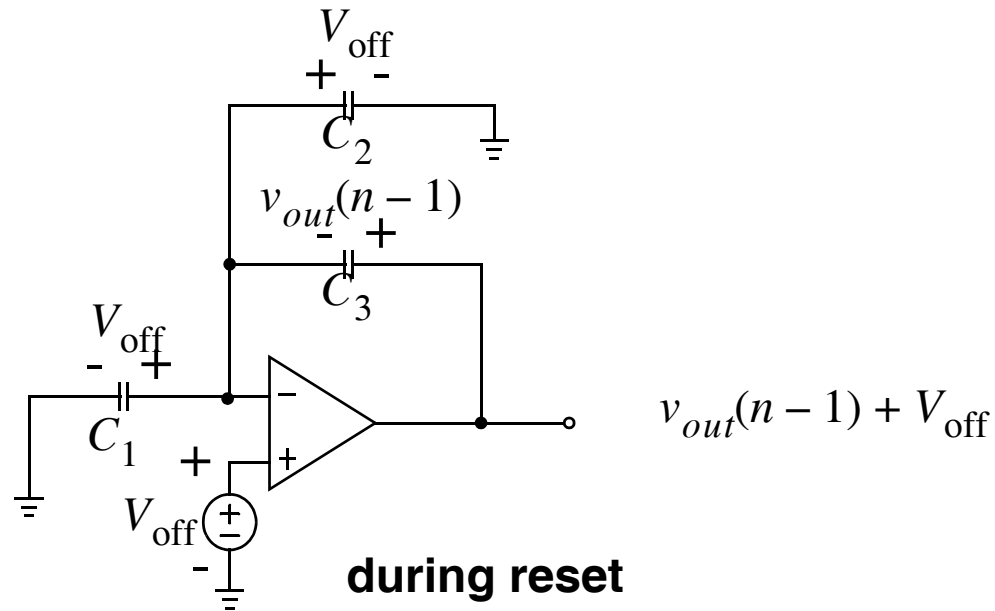 V_off
+ -
C_2
v_out(n − 1)
- +
C_3
V_off
- +
C_1
−
+
v_out(n − 1) + V_off
+
V_off
+
−
-
during reset